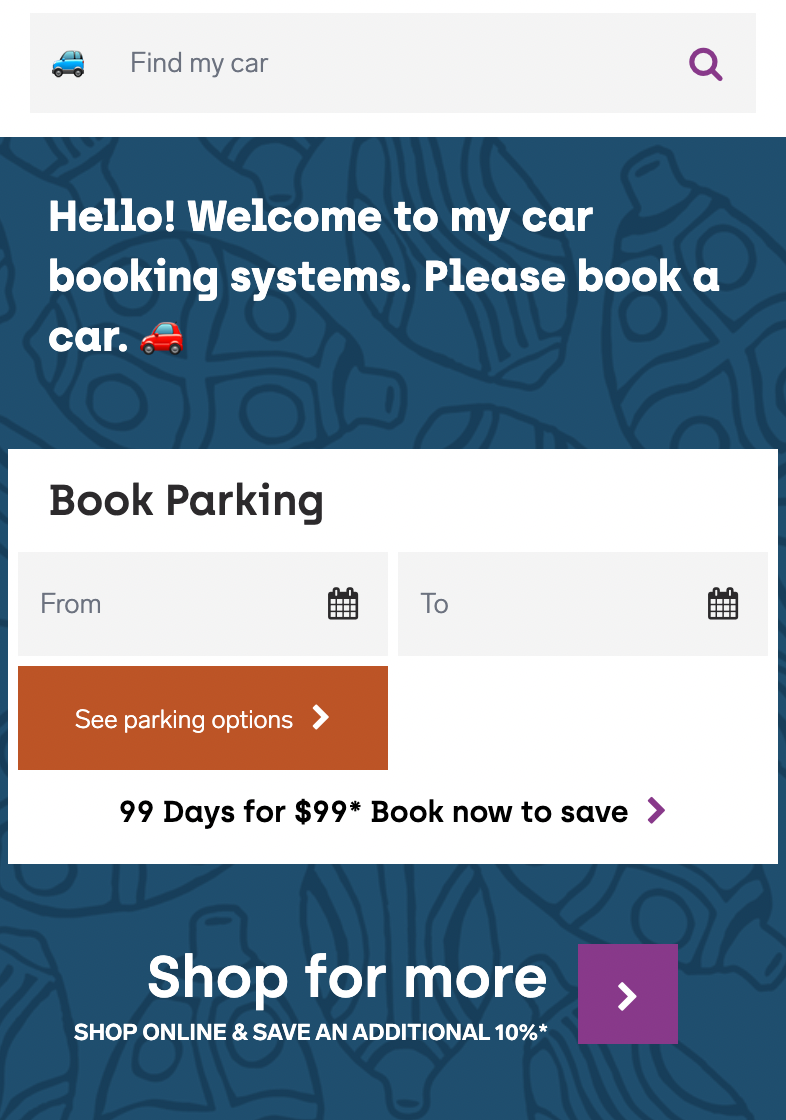 🚙 Find my car
Hello! Welcome to my car
booking systems. Please book a
car. 🚗
Book Parking
From
To
See parking options
99 Days for $99* Book now to save
Shop for more
SHOP ONLINE & SAVE AN ADDITIONAL 10%*